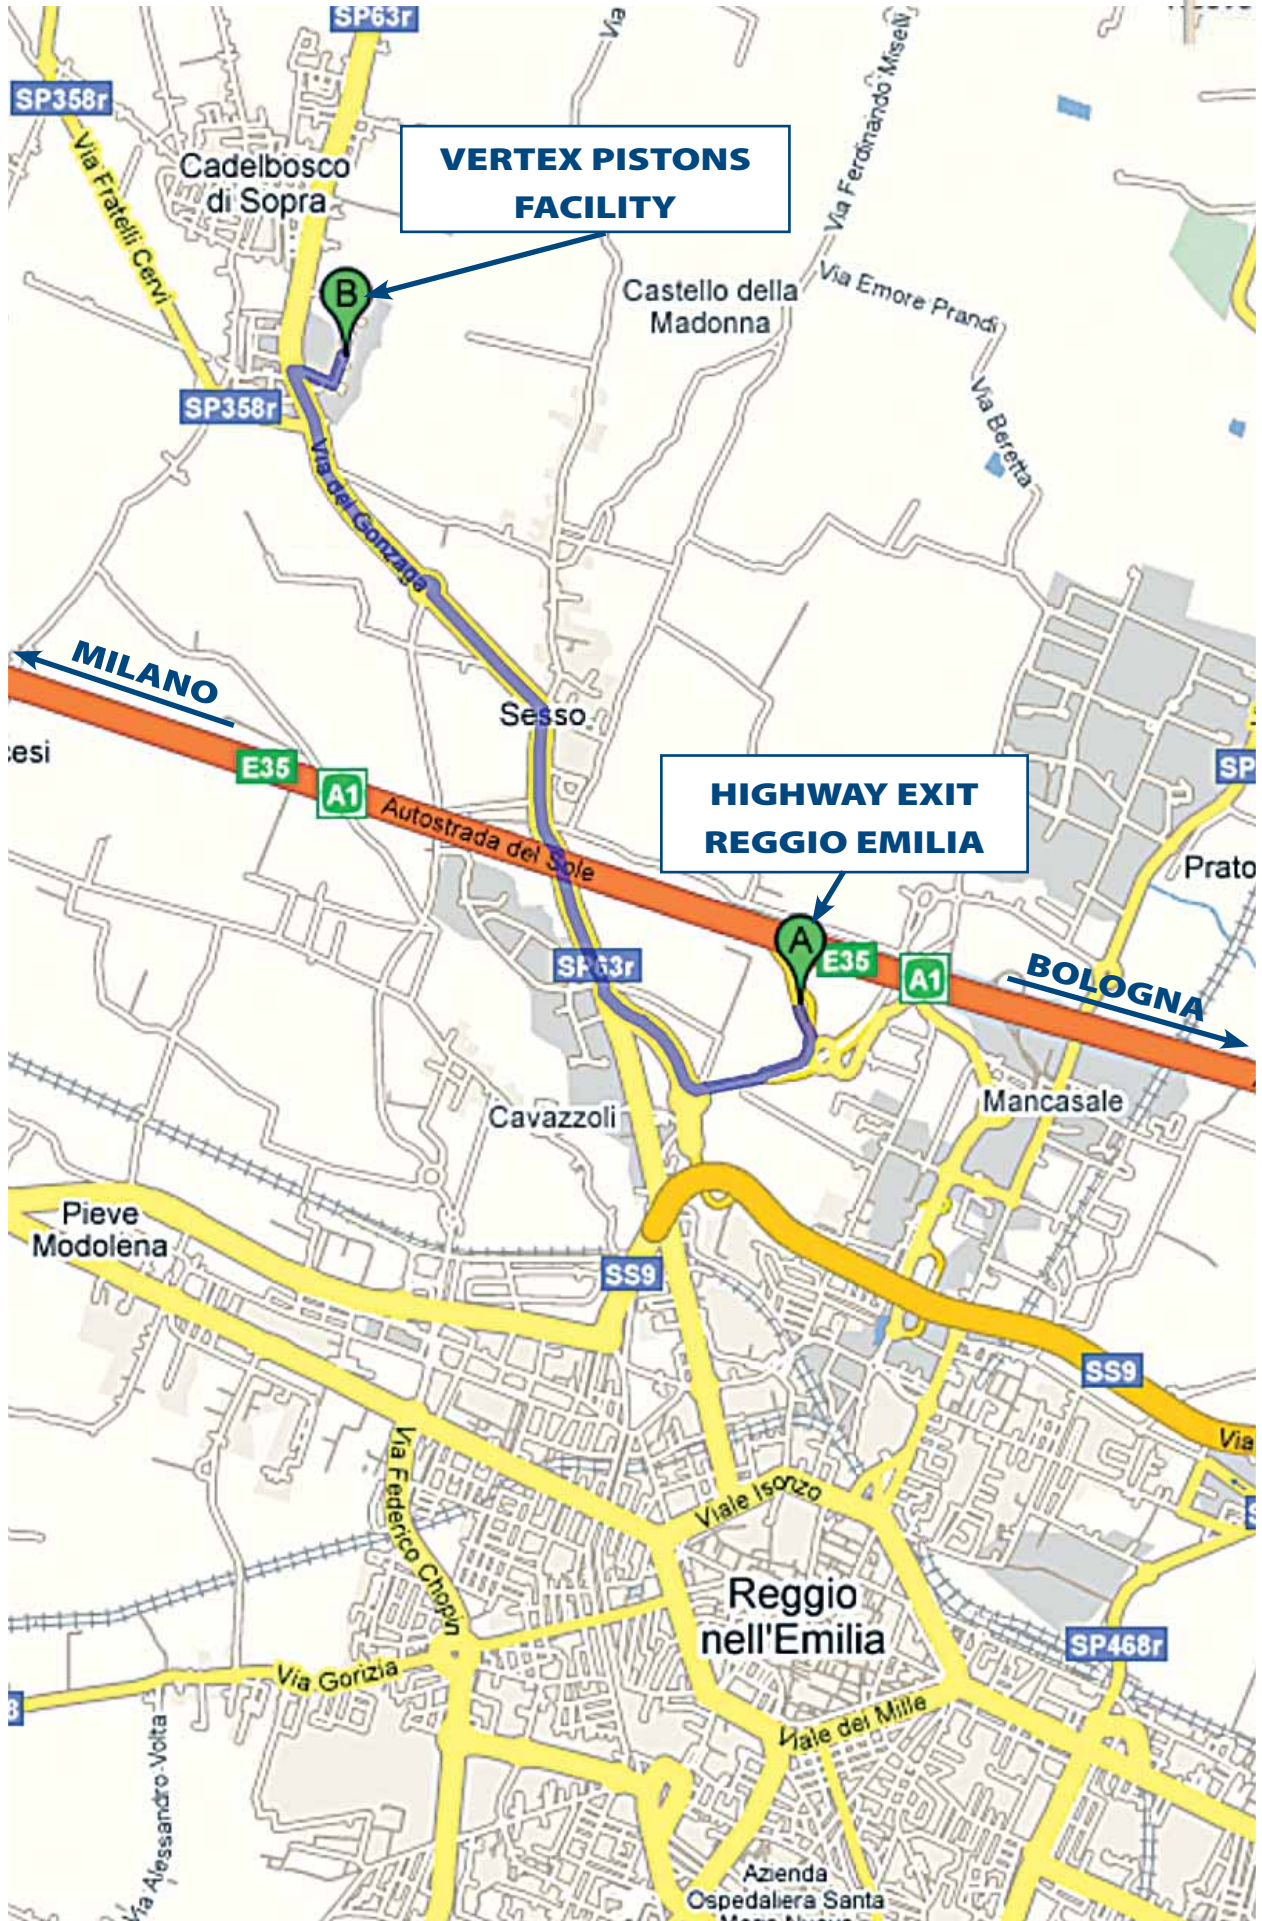 SP63r
Via
SP358r
Via Ferdinando Miselli
Via Fratelli Cervi
Cadelbosco
di Sopra
VERTEX PISTONS
FACILITY
B
Castello della
Madonna
Via Emore Prandi
SP358r
Via Beretta
Via dei Gonzaga
MILANO
Sesso
cesi
E35
A1
Autostrada del Sole
HIGHWAY EXIT
REGGIO EMILIA
SP
Prato
A
E35
A1
SP63r
BOLOGNA
Cavazzoli
Mancasale
Pieve
Modolena
SS9
SS9
Via
Via Federico Chopin
Viale Isonzo
Reggio
nell'Emilia
SP468r
Via Gorizia
Viale dei Mille
Via Alessandro Volta
Azienda
Ospedaliera Santa